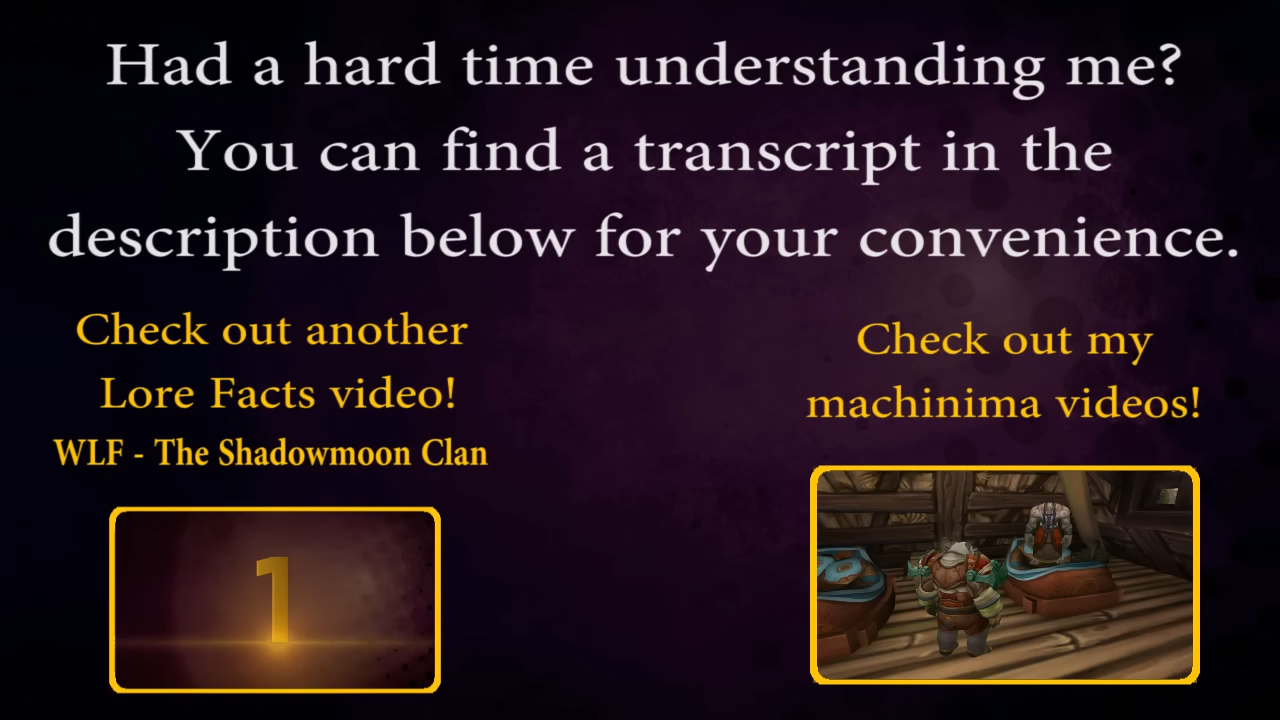 Had a hard time understanding me?
You can find a transcript in the
description below for your convenience.
Check out another
Lore Facts video!
WLF - The Shadowmoon Clan
1
Check out my
machinima videos!